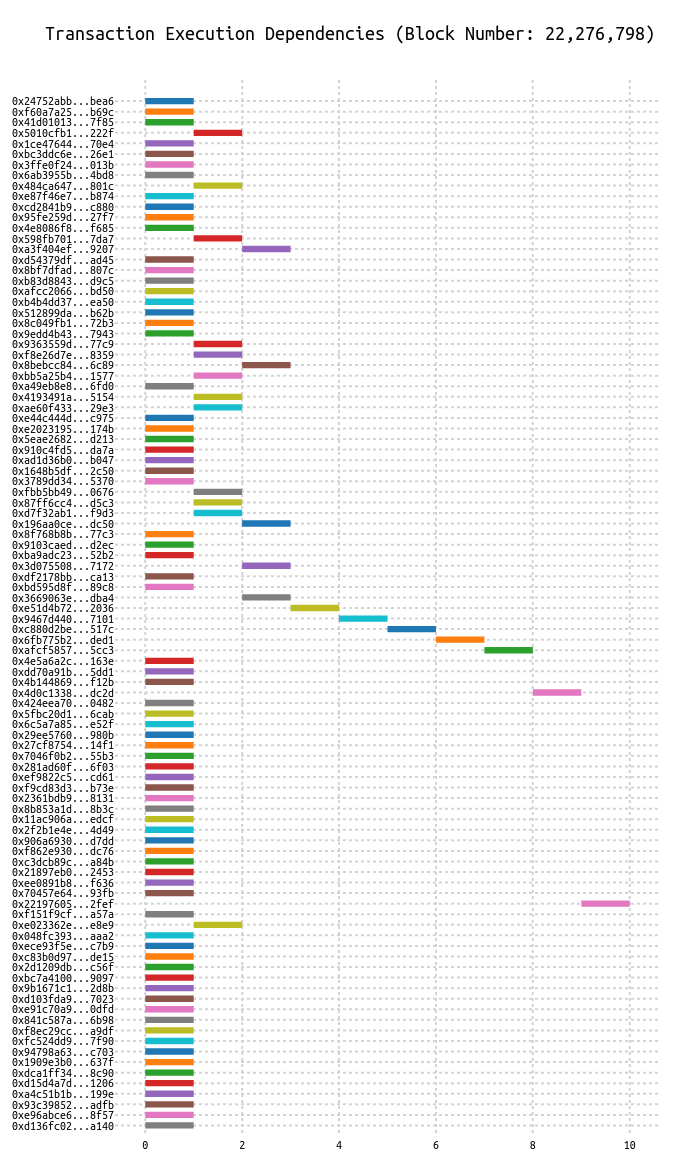 Transaction Execution Dependencies (Block Number: 22,276,798)
0x24752abb...bea6
0xf60a7a25...b69c
0x41d01013...7f85
0x5010cfb1...222f
0x1ce47644...70e4
0xbc3ddc6e...26e1
0x3ffe0f24...013b
0x6ab3955b...4bd8
0x484ca647...801c
0xe87f46e7...b874
0xcd2841b9...c880
0x95fe259d...27f7
0x4e8086f8...f685
0x598fb701...7da7
0xa3f404ef...9207
0xd54379df...ad45
0x8bf7dfad...807c
0xb83d8843...d9c5
0xafcc2066...bd50
0xb4b4dd37...ea50
0x512899da...b62b
0x8c049fb1...72b3
0x9edd4b43...7943
0x9363559d...77c9
0xf8e26d7e...8359
0x8bebcc84...6c89
0xbb5a25b4...1577
0xa49eb8e8...6fd0
0x4193491a...5154
0xae60f433...29e3
0xe44c444d...c975
0xe2023195...174b
0x5eae2682...d213
0x910c4fd5...da7a
0xad1d36b0...b047
0x1648b5df...2c50
0x3789dd34...5370
0xfbb5bb49...0676
0x87ff6cc4...d5c3
0xd7f32ab1...f9d3
0x196aa0ce...dc50
0x8f768b8b...77c3
0x9103caed...d2ec
0xba9adc23...52b2
0x3d075508...7172
0xdf2178bb...ca13
0xbd595d8f...89c8
0x3669063e...dba4
0xe51d4b72...2036
0x9467d440...7101
0xc880d2be...517c
0x6fb775b2...ded1
0xafcf5857...5cc3
0x4e5a6a2c...163e
0xdd70a91b...5dd1
0x4b144869...f12b
0x4d0c1338...dc2d
0x424eea70...0482
0x5fbc20d1...6cab
0x6c5a7a85...e52f
0x29ee5760...980b
0x27cf8754...14f1
0x7046f0b2...55b3
0x281ad60f...6f03
0xef9822c5...cd61
0xf9cd83d3...b73e
0x2361bdb9...8131
0x8b853a1d...8b3c
0x11ac906a...edcf
0x2f2b1e4e...4d49
0x906a6930...d7dd
0xf862e930...dc76
0xc3dcb89c...a84b
0x21897eb0...2453
0xee0891b8...f636
0x70457e64...93fb
0x22197605...2fef
0xf151f9cf...a57a
0xe023362e...e8e9
0x048fc393...aaa2
0xece93f5e...c7b9
0xc83b0d97...de15
0x2d1209db...c56f
0xbc7a4100...9097
0x9b1671c1...2d8b
0xd103fda9...7023
0xe91c70a9...0dfd
0x841c587a...6b98
0xf8ec29cc...a9df
0xfc524dd9...7f90
0x94798a63...c703
0x1909e3b0...637f
0xdca1ff34...8c90
0xd15d4a7d...1206
0xa4c51b1b...199e
0x93c39852...adfb
0xe96abce6...8f57
0xd136fc02...a140
0 2 4 6 8 10